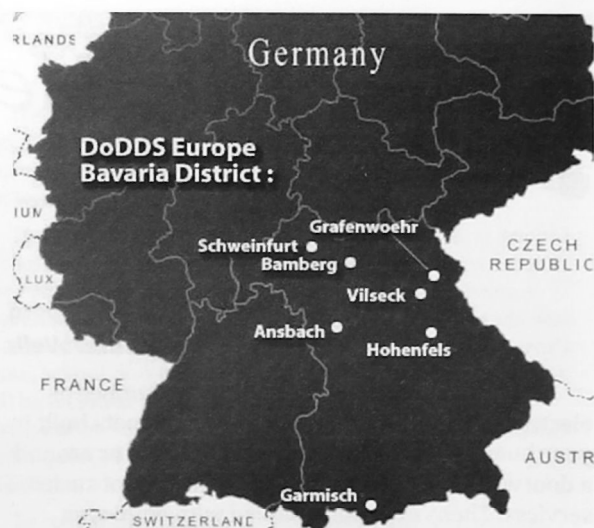 RLANDS
Germany
DoDDS Europe
Bavaria District :
IUM
LUX
Grafenwoehr
Schweinfurt
Bamberg
CZECH
REPUBLIC
Vilseck
Ansbach
Hohenfels
FRANCE
AUSTR
Garmisch
SWITZERLAND